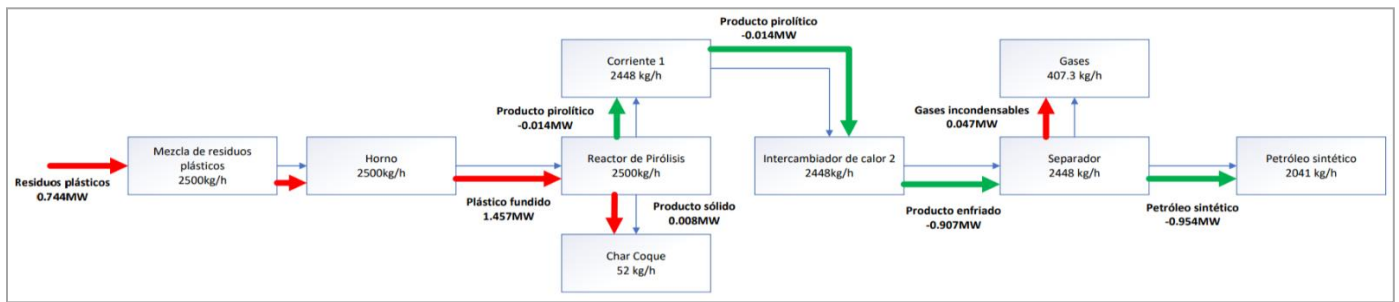 Producto pirolítico
-0.014MW
Corriente 1
2448 kg/h
Gases
407.3 kg/h
Producto pirolítico
-0.014MW
Gases incondensables
0.047MW
Mezcla de residuos
plásticos
2500kg/h
Horno
2500kg/h
Reactor de Pirólisis
2500kg/h
Intercambiador de calor 2
2448kg/h
Separador
2448 kg/h
Petróleo sintético
2041 kg/h
Residuos plásticos
0.744MW
Plástico fundido
1.457MW
Producto sólido
0.008MW
Producto enfriado
-0.907MW
Petróleo sintético
-0.954MW
Char Coque
52 kg/h